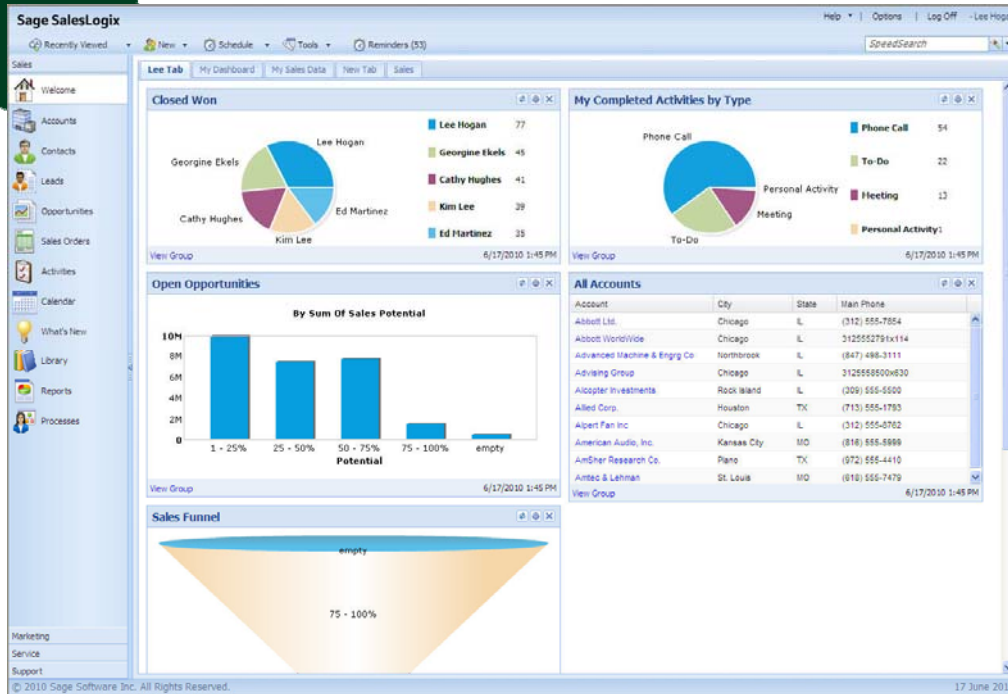 Sage SalesLogix
Help | Options | Log Off - Lee Hoga
Recently Viewed New Schedule Tools Reminders (53)
SpeedSearch
Sales
Welcome
Accounts
Contacts
Leads
Opportunities
Sales Orders
Activities
Calendar
What's New
Library
Reports
Processes
Marketing
Service
Support
Lee Tab My Dashboard My Sales Data New Tab Sales
Closed Won
Lee Hogan
Georgine Ekels
Cathy Hughes
Ed Martinez
Kim Lee
Lee Hogan 77
Georgine Ekels 45
Cathy Hughes 41
Kim Lee 39
Ed Martinez 35
View Group 6/17/2010 1:45 PM
My Completed Activities by Type
Phone Call
Personal Activity
Meeting
To-Do
Phone Call 54
To-Do 22
Meeting 13
Personal Activity1
View Group 6/17/2010 1:45 PM
Open Opportunities
By Sum Of Sales Potential
10M
8M
6M
4M
2M
0
1 - 25% 25 - 50% 50 - 75% 75 - 100% empty
Potential
View Group 6/17/2010 1:45 PM
All Accounts
Account City State Main Phone
Abbott Ltd. Chicago IL (312) 555-7854
Abbott WorldWide Chicago IL 3125552791x114
Advanced Machine & Engrg Co Northbrook IL (847) 498-3111
Advising Group Chicago IL 3125558500x630
Alcopter Investments Rock Island IL (309) 555-5500
Allied Corp. Houston TX (713) 555-1793
Alpert Fan Inc Chicago IL (312) 555-8762
American Audio, Inc. Kansas City MO (816) 555-5999
AmSher Research Co. Plano TX (972) 555-4410
Amtec & Lehman St. Louis MO (618) 555-7479
View Group 6/17/2010 1:45 PM
Sales Funnel
empty
75 - 100%
© 2010 Sage Software Inc. All Rights Reserved.
17 June 201